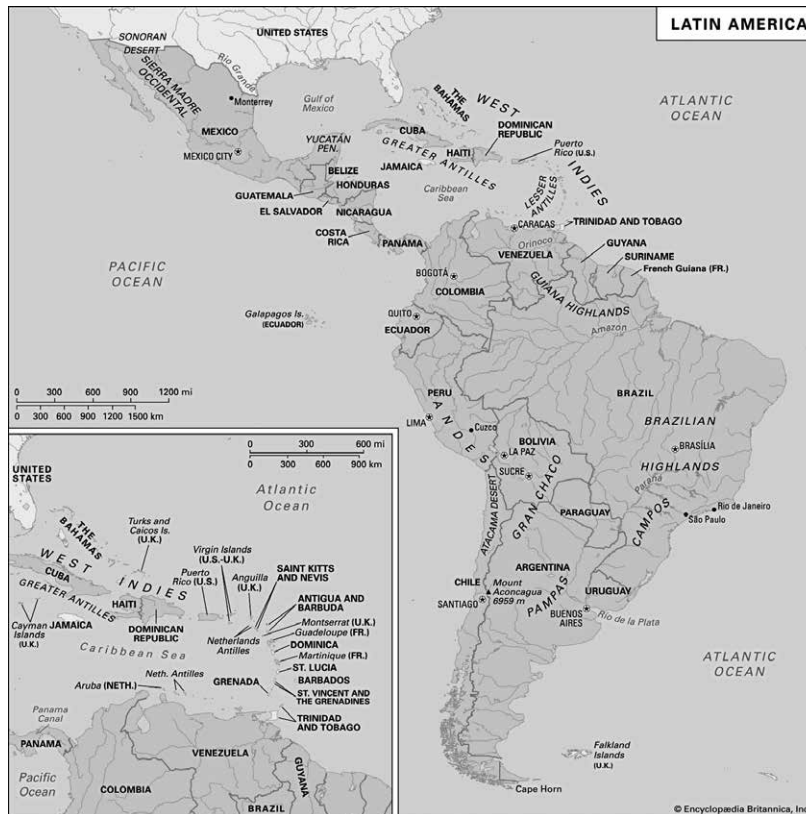 LATIN AMERICA
SONORAN
DESERT
UNITED STATES
SIERRA MADRE
OCCIDENTAL
Rio Grande
Monterrey
Gulf of
Mexico
ATLANTIC
OCEAN
MEXICO
MEXICO CITY
YUCATÁN
PEN.
THE
BAHAMAS
WEST
INDIES
CUBA
DOMINICAN
REPUBLIC
HAITI
Puerto
Rico (U.S.)
GREATER ANTILLES
JAMAICA
BELIZE
HONDURAS
GUATEMALA
EL SALVADOR
NICARAGUA
Caribbean
Sea
LESSER
ANTILLES
COSTA
RICA
PANAMA
CARACAS
TRINIDAD AND TOBAGO
Orinoco
VENEZUELA
GUYANA
SURINAME
French Guiana (FR.)
PACIFIC
OCEAN
BOGOTÁ
COLOMBIA
GUIANA HIGHLANDS
Galapagos Is.
(ECUADOR)
QUITO
ECUADOR
Amazon
0 300 600 900 1200 mi
0 300 600 900 1200 1500 km
PERU
ANDES
BRAZIL
LIMA
Cuzco
BRAZILIAN
HIGHLANDS
BOLIVIA
LA PAZ
BRASÍLIA
SUCRE
ATACAMA DESERT
GRAN CHACO
Paraná
PARAGUAY
CAMPOS
Rio de Janeiro
São Paulo
ARGENTINA
CHILE
Mount
Aconcagua
6959 m
PAMPAS
SANTIAGO
URUGUAY
BUENOS
AIRES
Rio de la Plata
ATLANTIC
OCEAN
Falkland
Islands
(U.K.)
Cape Horn
© Encyclopædia Britannica, Inc
0 300 600 mi
0 300 600 900 km
UNITED
STATES
Atlantic
Ocean
THE
BAHAMAS
Turks and
Caicos Is.
(U.K.)
WEST INDIES
Virgin Islands
(U.S.-U.K.)
Puerto
Rico (U.S.)
Anguilla
(U.K.)
SAINT KITTS
AND NEVIS
CUBA
GREATER ANTILLES
HAITI
ANTIGUA AND
BARBUDA
Cayman
Islands
(U.K.)
JAMAICA
DOMINICAN
REPUBLIC
Netherlands
Antilles
Montserrat (U.K.)
Guadeloupe (FR.)
DOMINICA
Martinique (FR.)
Caribbean Sea
ST. LUCIA
BARBADOS
Neth. Antilles
Aruba (NETH.)
GRENADA
ST. VINCENT AND
THE GRENADINES
TRINIDAD
AND TOBAGO
Panama
Canal
PANAMA
VENEZUELA
Pacific
Ocean
COLOMBIA
GUYANA
BRAZIL